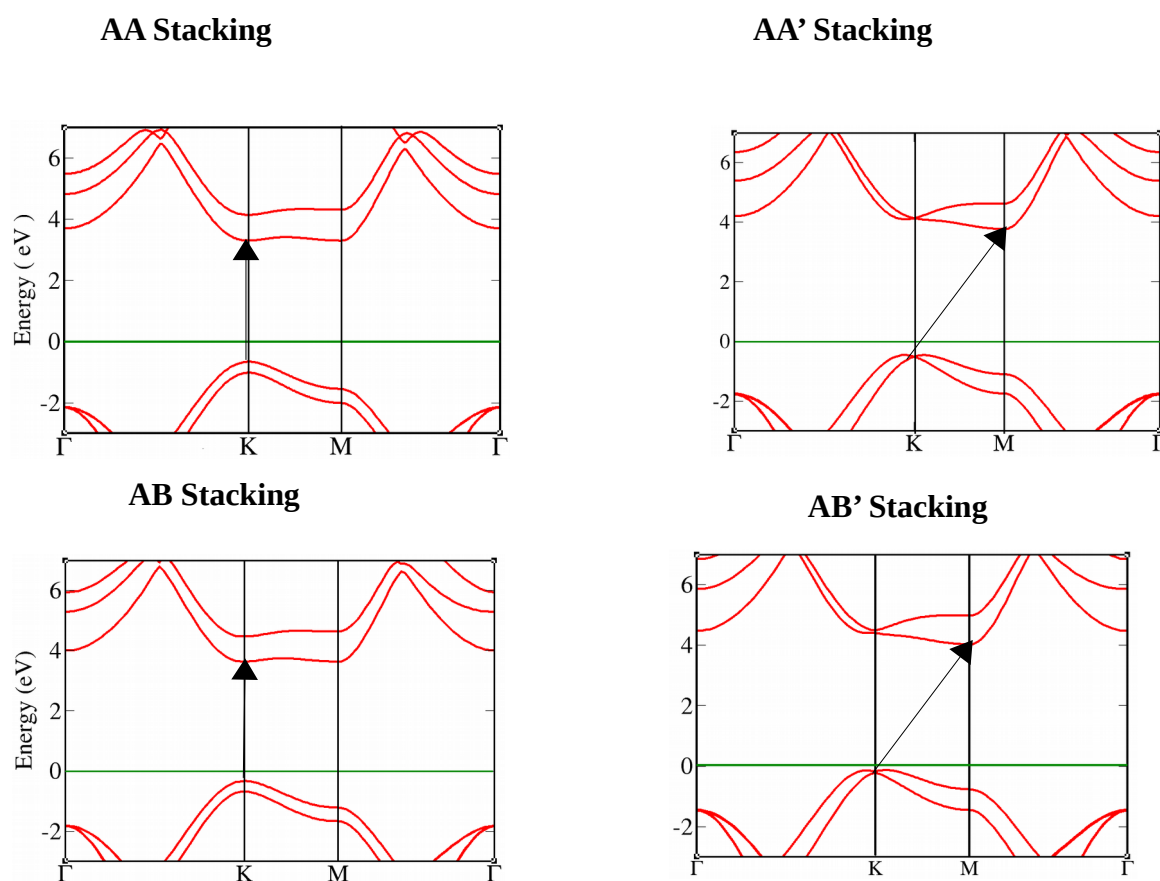 AA Stacking
Energy ( eV)
6
4
2
0
-2
Γ K M Γ
AA’ Stacking
6
4
2
0
-2
Γ K M Γ
AB Stacking
Energy (eV)
6
4
2
0
-2
Γ K M Γ
AB’ Stacking
6
4
2
0
-2
Γ K M Γ